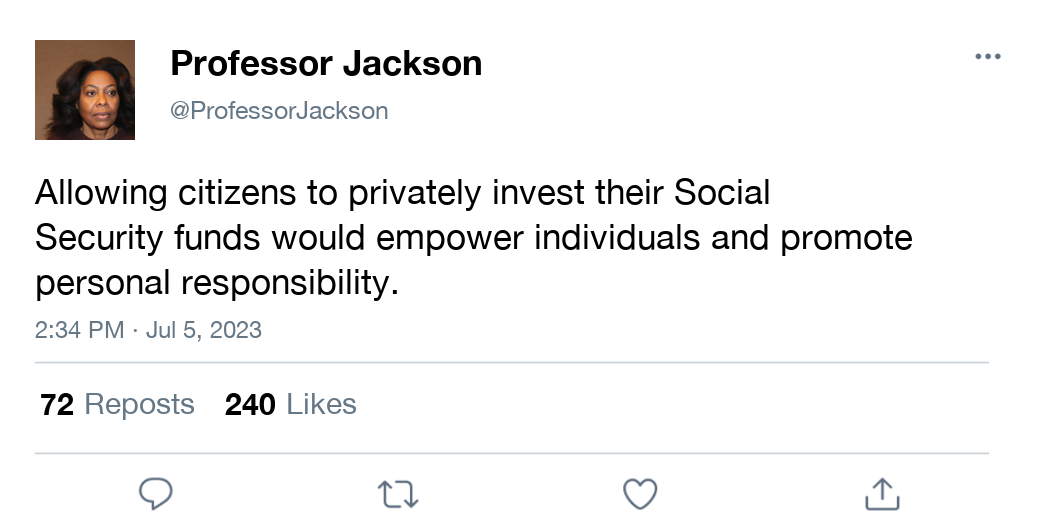 Professor Jackson
@ProfessorJackson
Allowing citizens to privately invest their Social
Security funds would empower individuals and promote
personal responsibility.
2:34 PM · Jul 5, 2023
72 Reposts 240 Likes